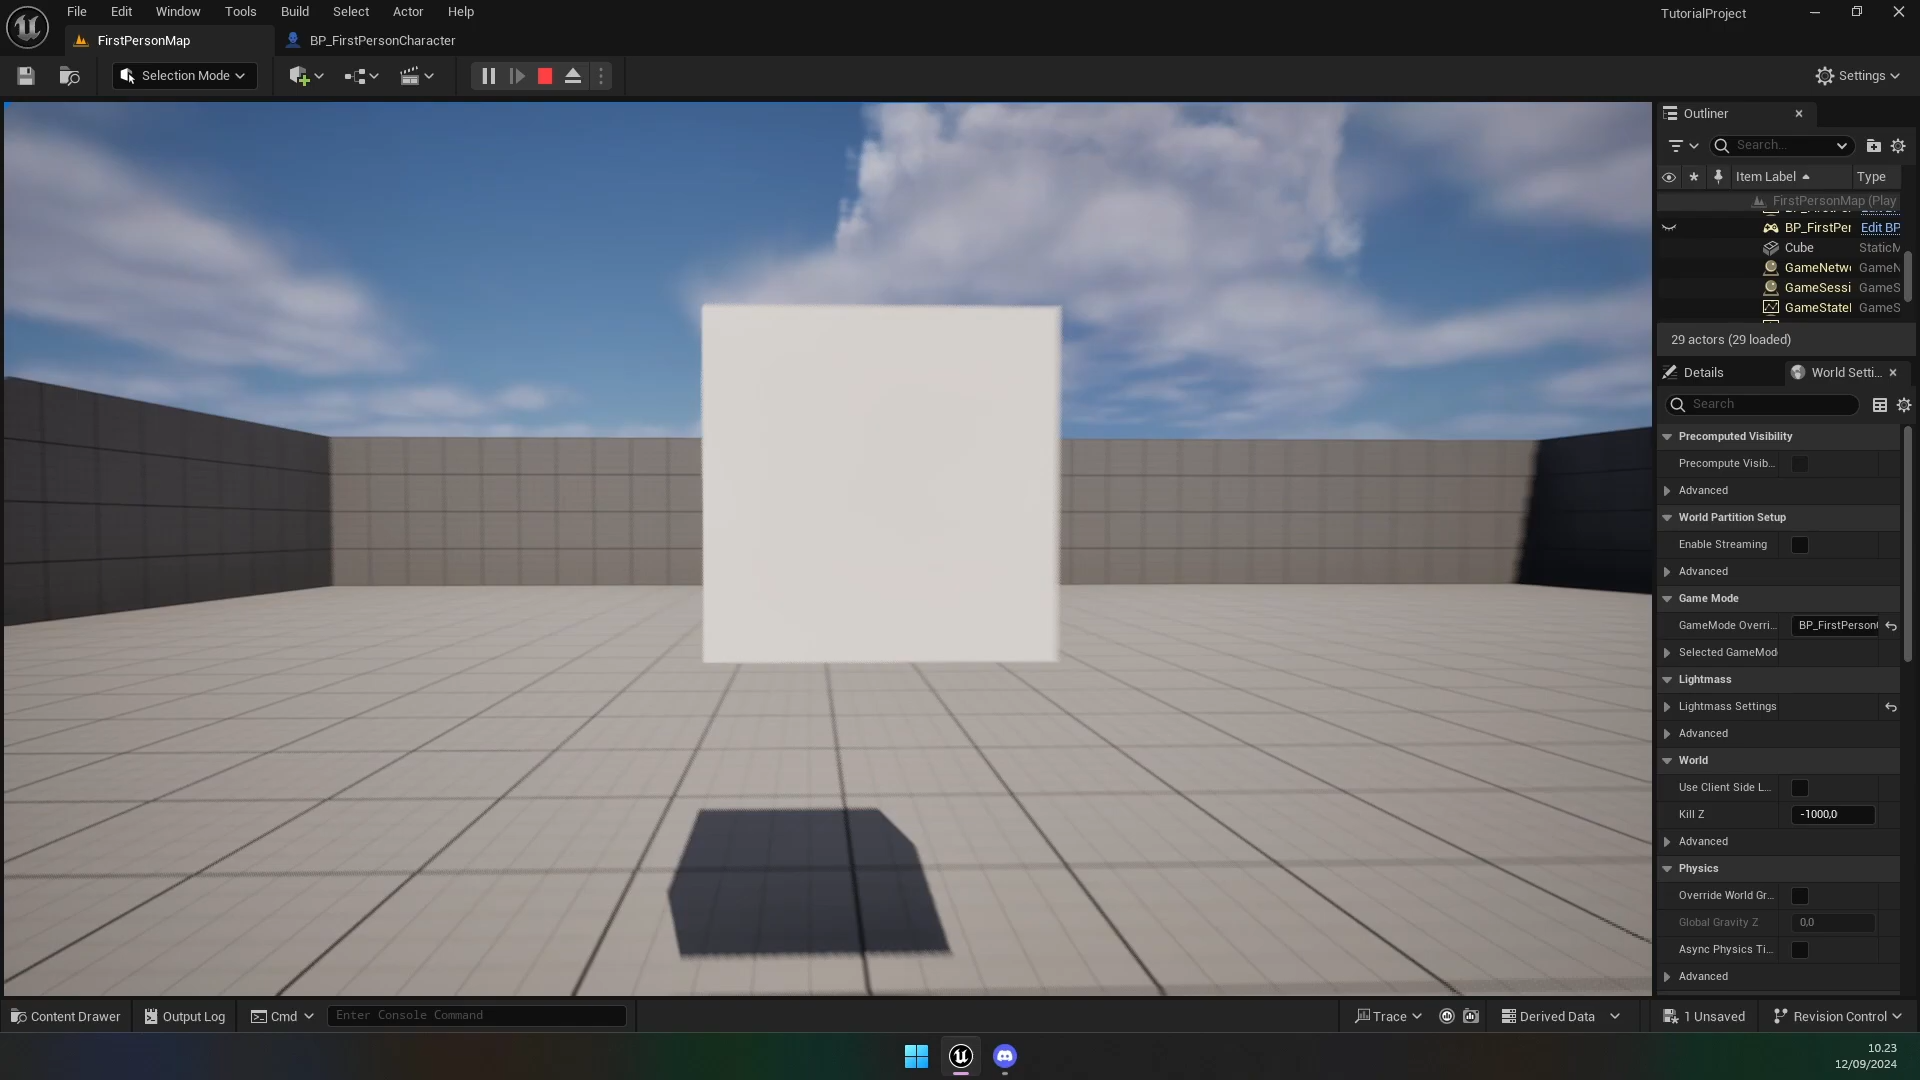 File Edit Window Tools Build Select Actor Help
TutorialProject
FirstPersonMap
BP_FirstPersonCharacter
Selection Mode
Settings
Outliner
Search...
Item Label Type
FirstPersonMap (Play
BP_FirstPer Edit BP
Cube StaticM
GameNetw GameN
GameSessi GameS
GameState GameS
29 actors (29 loaded)
Details
World Setti...
Search
Precomputed Visibility
Precompute Visib...
Advanced
World Partition Setup
Enable Streaming
Advanced
Game Mode
GameMode Overri... BP_FirstPerson
Selected GameMod
Lightmass
Lightmass Settings
Advanced
World
Use Client Side L...
Kill Z -1000,0
Advanced
Physics
Override World Gr...
Global Gravity Z 0,0
Async Physics Ti...
Advanced
Content Drawer
Output Log
Cmd
Enter Console Command
Trace
Derived Data
1 Unsaved
Revision Control
10.23
12/09/2024